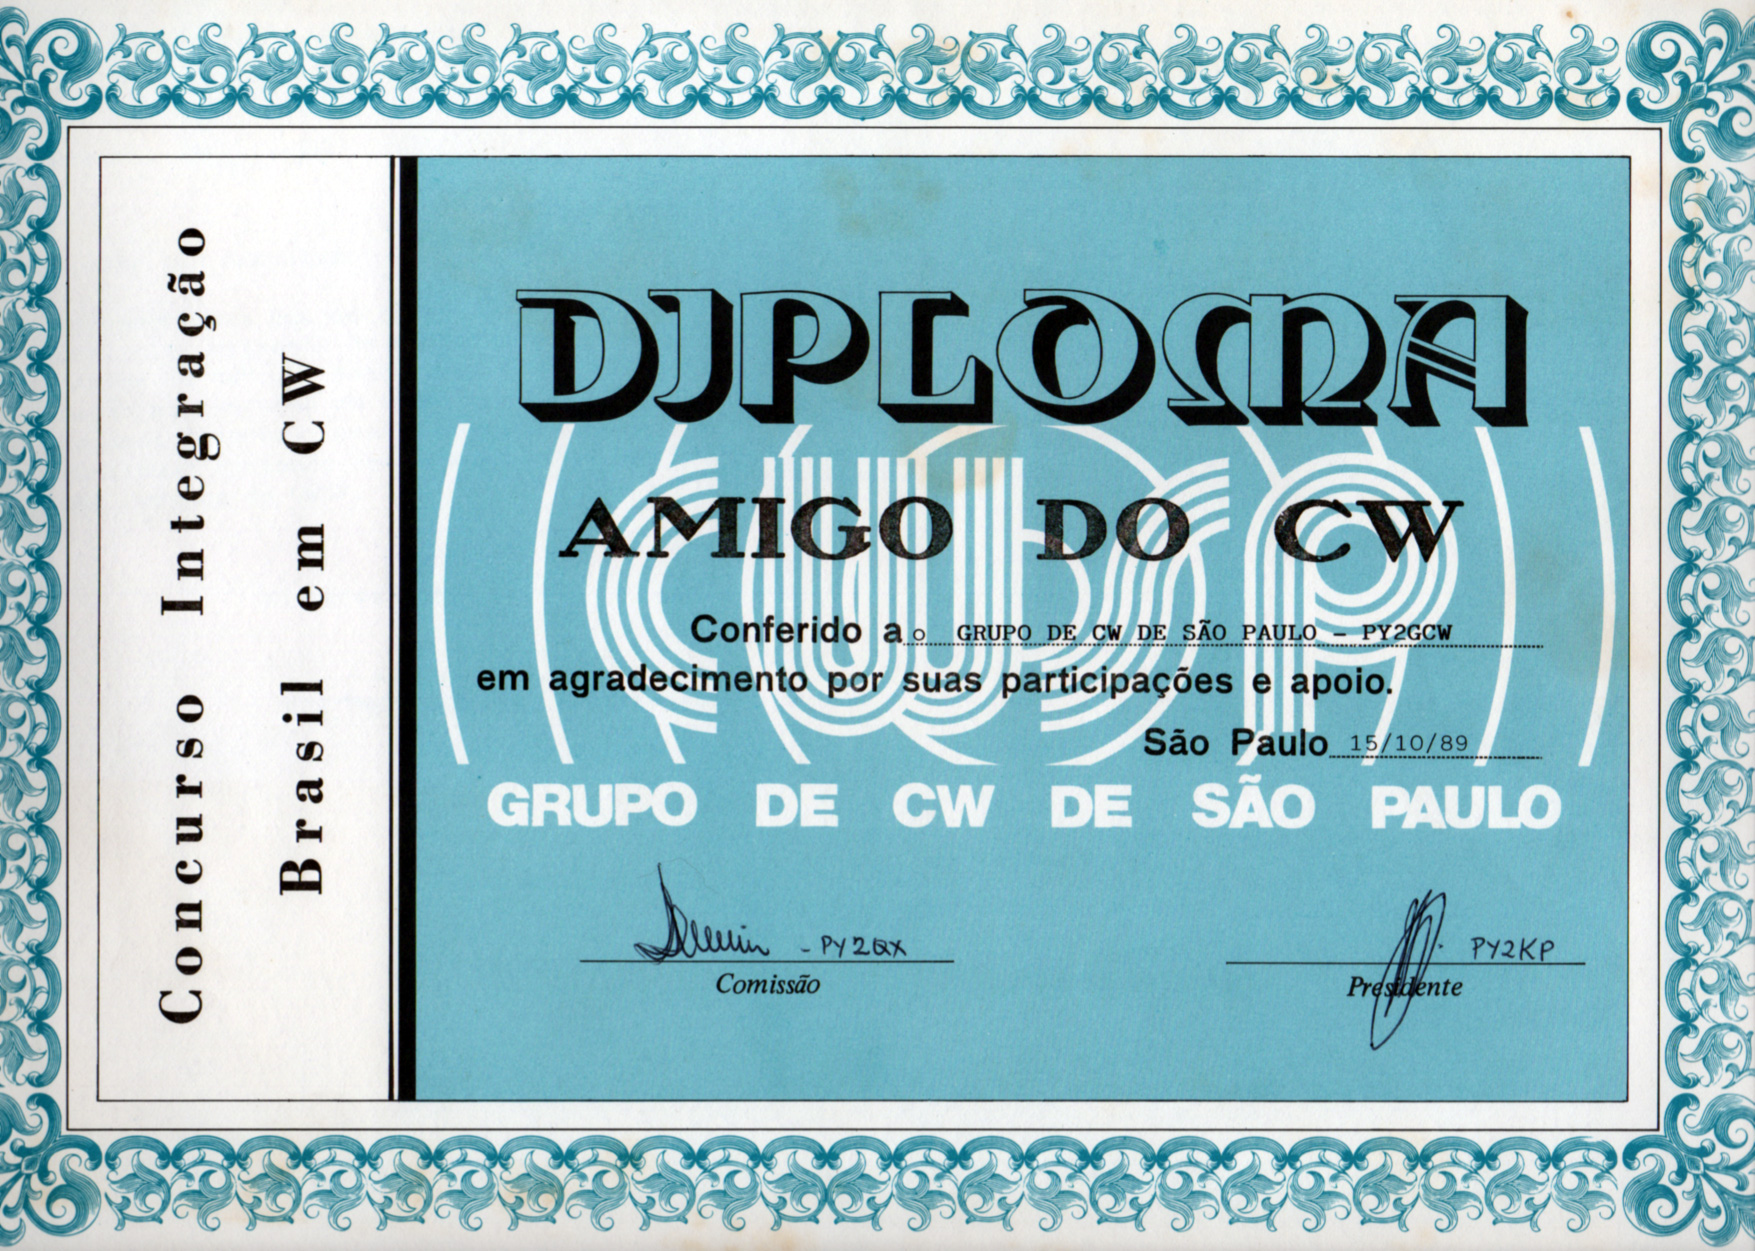 Concurso Integração
Brasil em CW
DIPLOMA
cwsp
AMIGO DO CW
Conferido a o GRUPO DE CW DE SÃO PAULO - PY2GCW
em agradecimento por suas participações e apoio.
São Paulo 15/10/89
GRUPO DE CW DE SÃO PAULO
- PY2QX
Comissão
PY2KP
Presidente